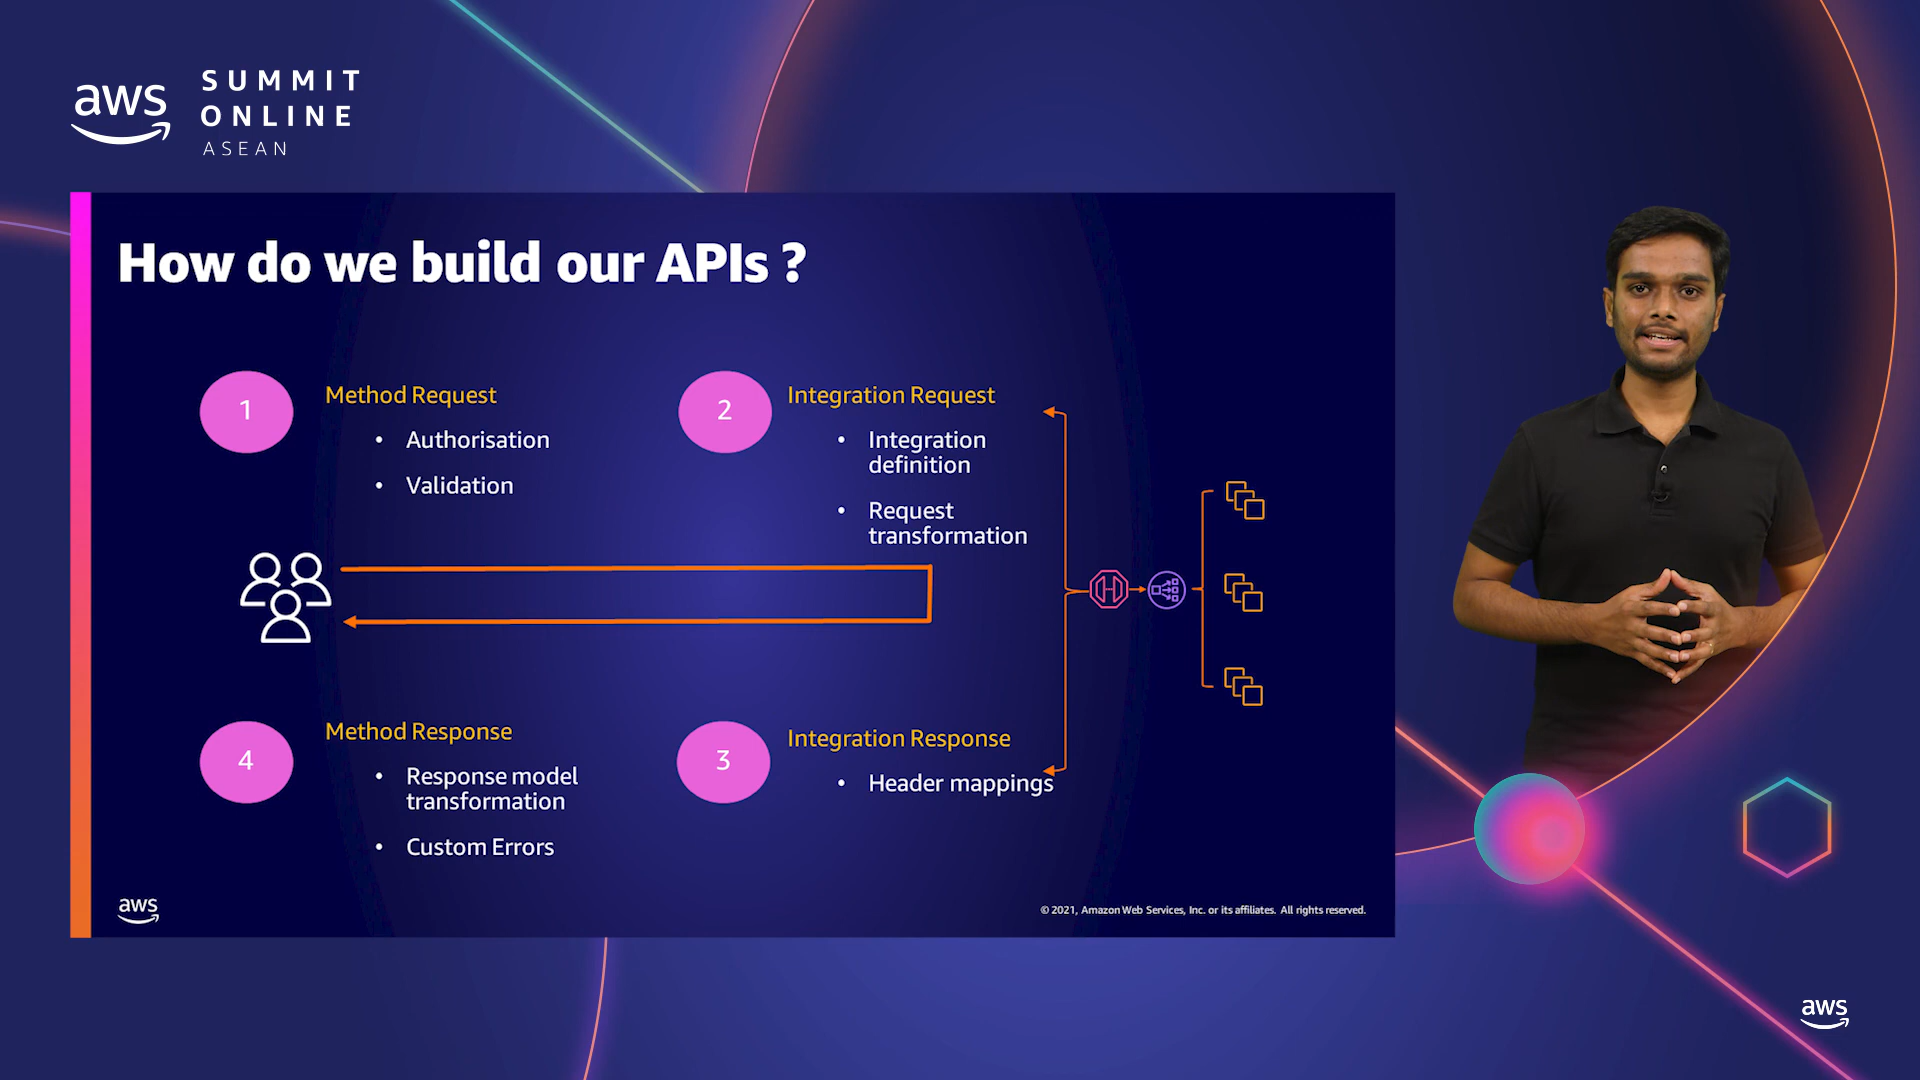 aws
SUMMIT
ONLINE
ASEAN
How do we build our APIs ?
1
Method Request
• Authorisation
• Validation
2
Integration Request
• Integration
definition
• Request
transformation
4
Method Response
• Response model
transformation
• Custom Errors
3
Integration Response
• Header mappings
aws
© 2021, Amazon Web Services, Inc. or its affiliates. All rights reserved.
aws